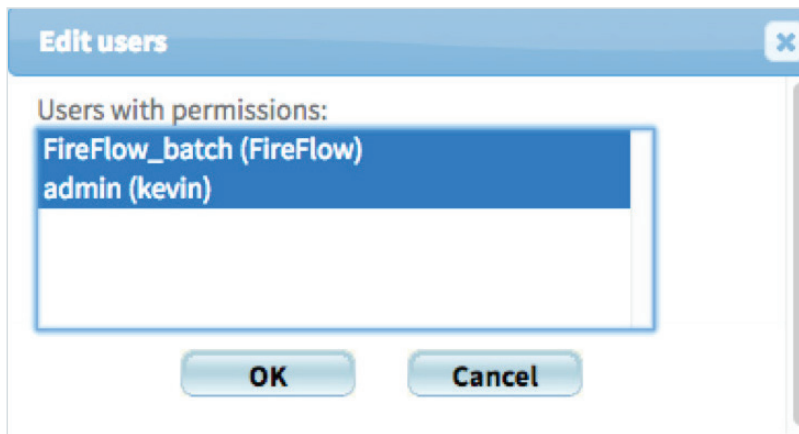 Edit users
Users with permissions:
FireFlow_batch (FireFlow)
admin (kevin)
OK Cancel